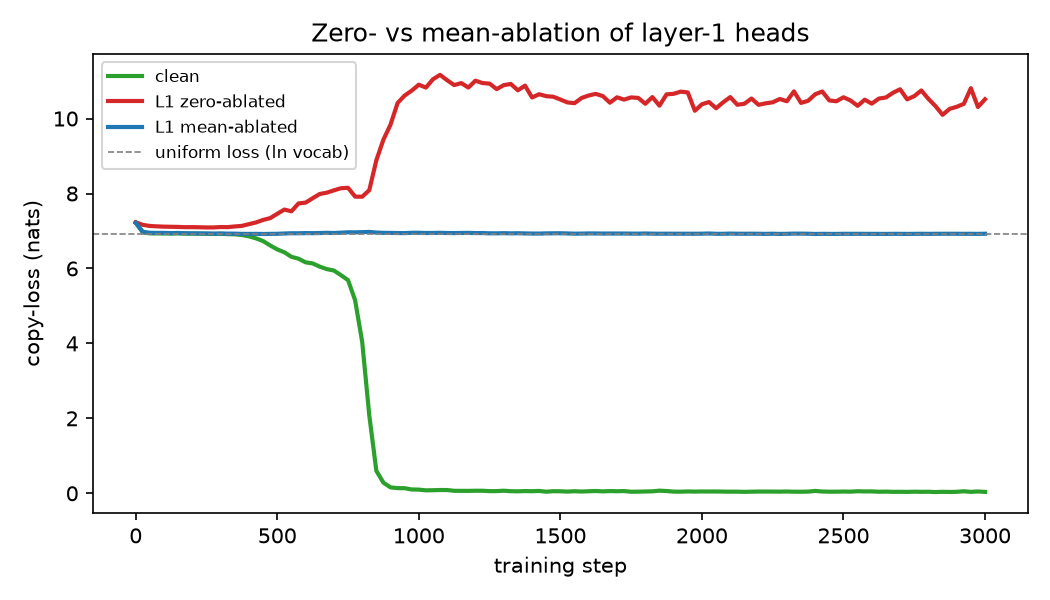 Zero- vs mean-ablation of layer-1 heads
clean
L1 zero-ablated
L1 mean-ablated
uniform loss (ln vocab)
copy-loss (nats)
10
8
6
4
2
0
0 500 1000 1500 2000 2500 3000
training step